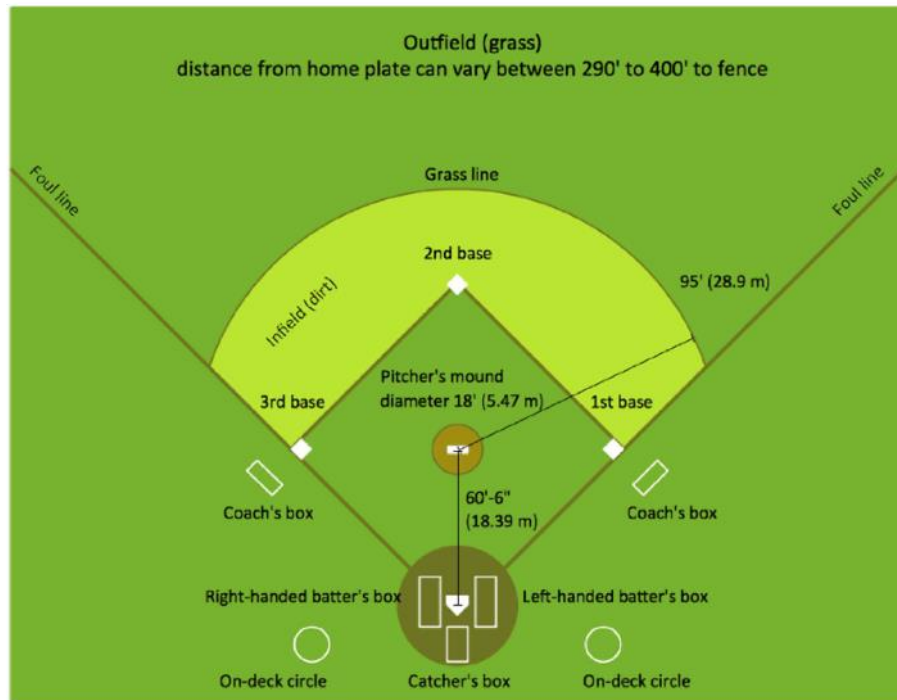 Outfield (grass)
distance from home plate can vary between 290' to 400' to fence
Foul line
Grass line
Foul line
2nd base
95' (28.9 m)
Infield (dirt)
Pitcher's mound
diameter 18' (5.47 m)
3rd base
1st base
60'-6"
(18.39 m)
Coach's box
Coach's box
Right-handed batter's box
Left-handed batter's box
On-deck circle
Catcher's box
On-deck circle